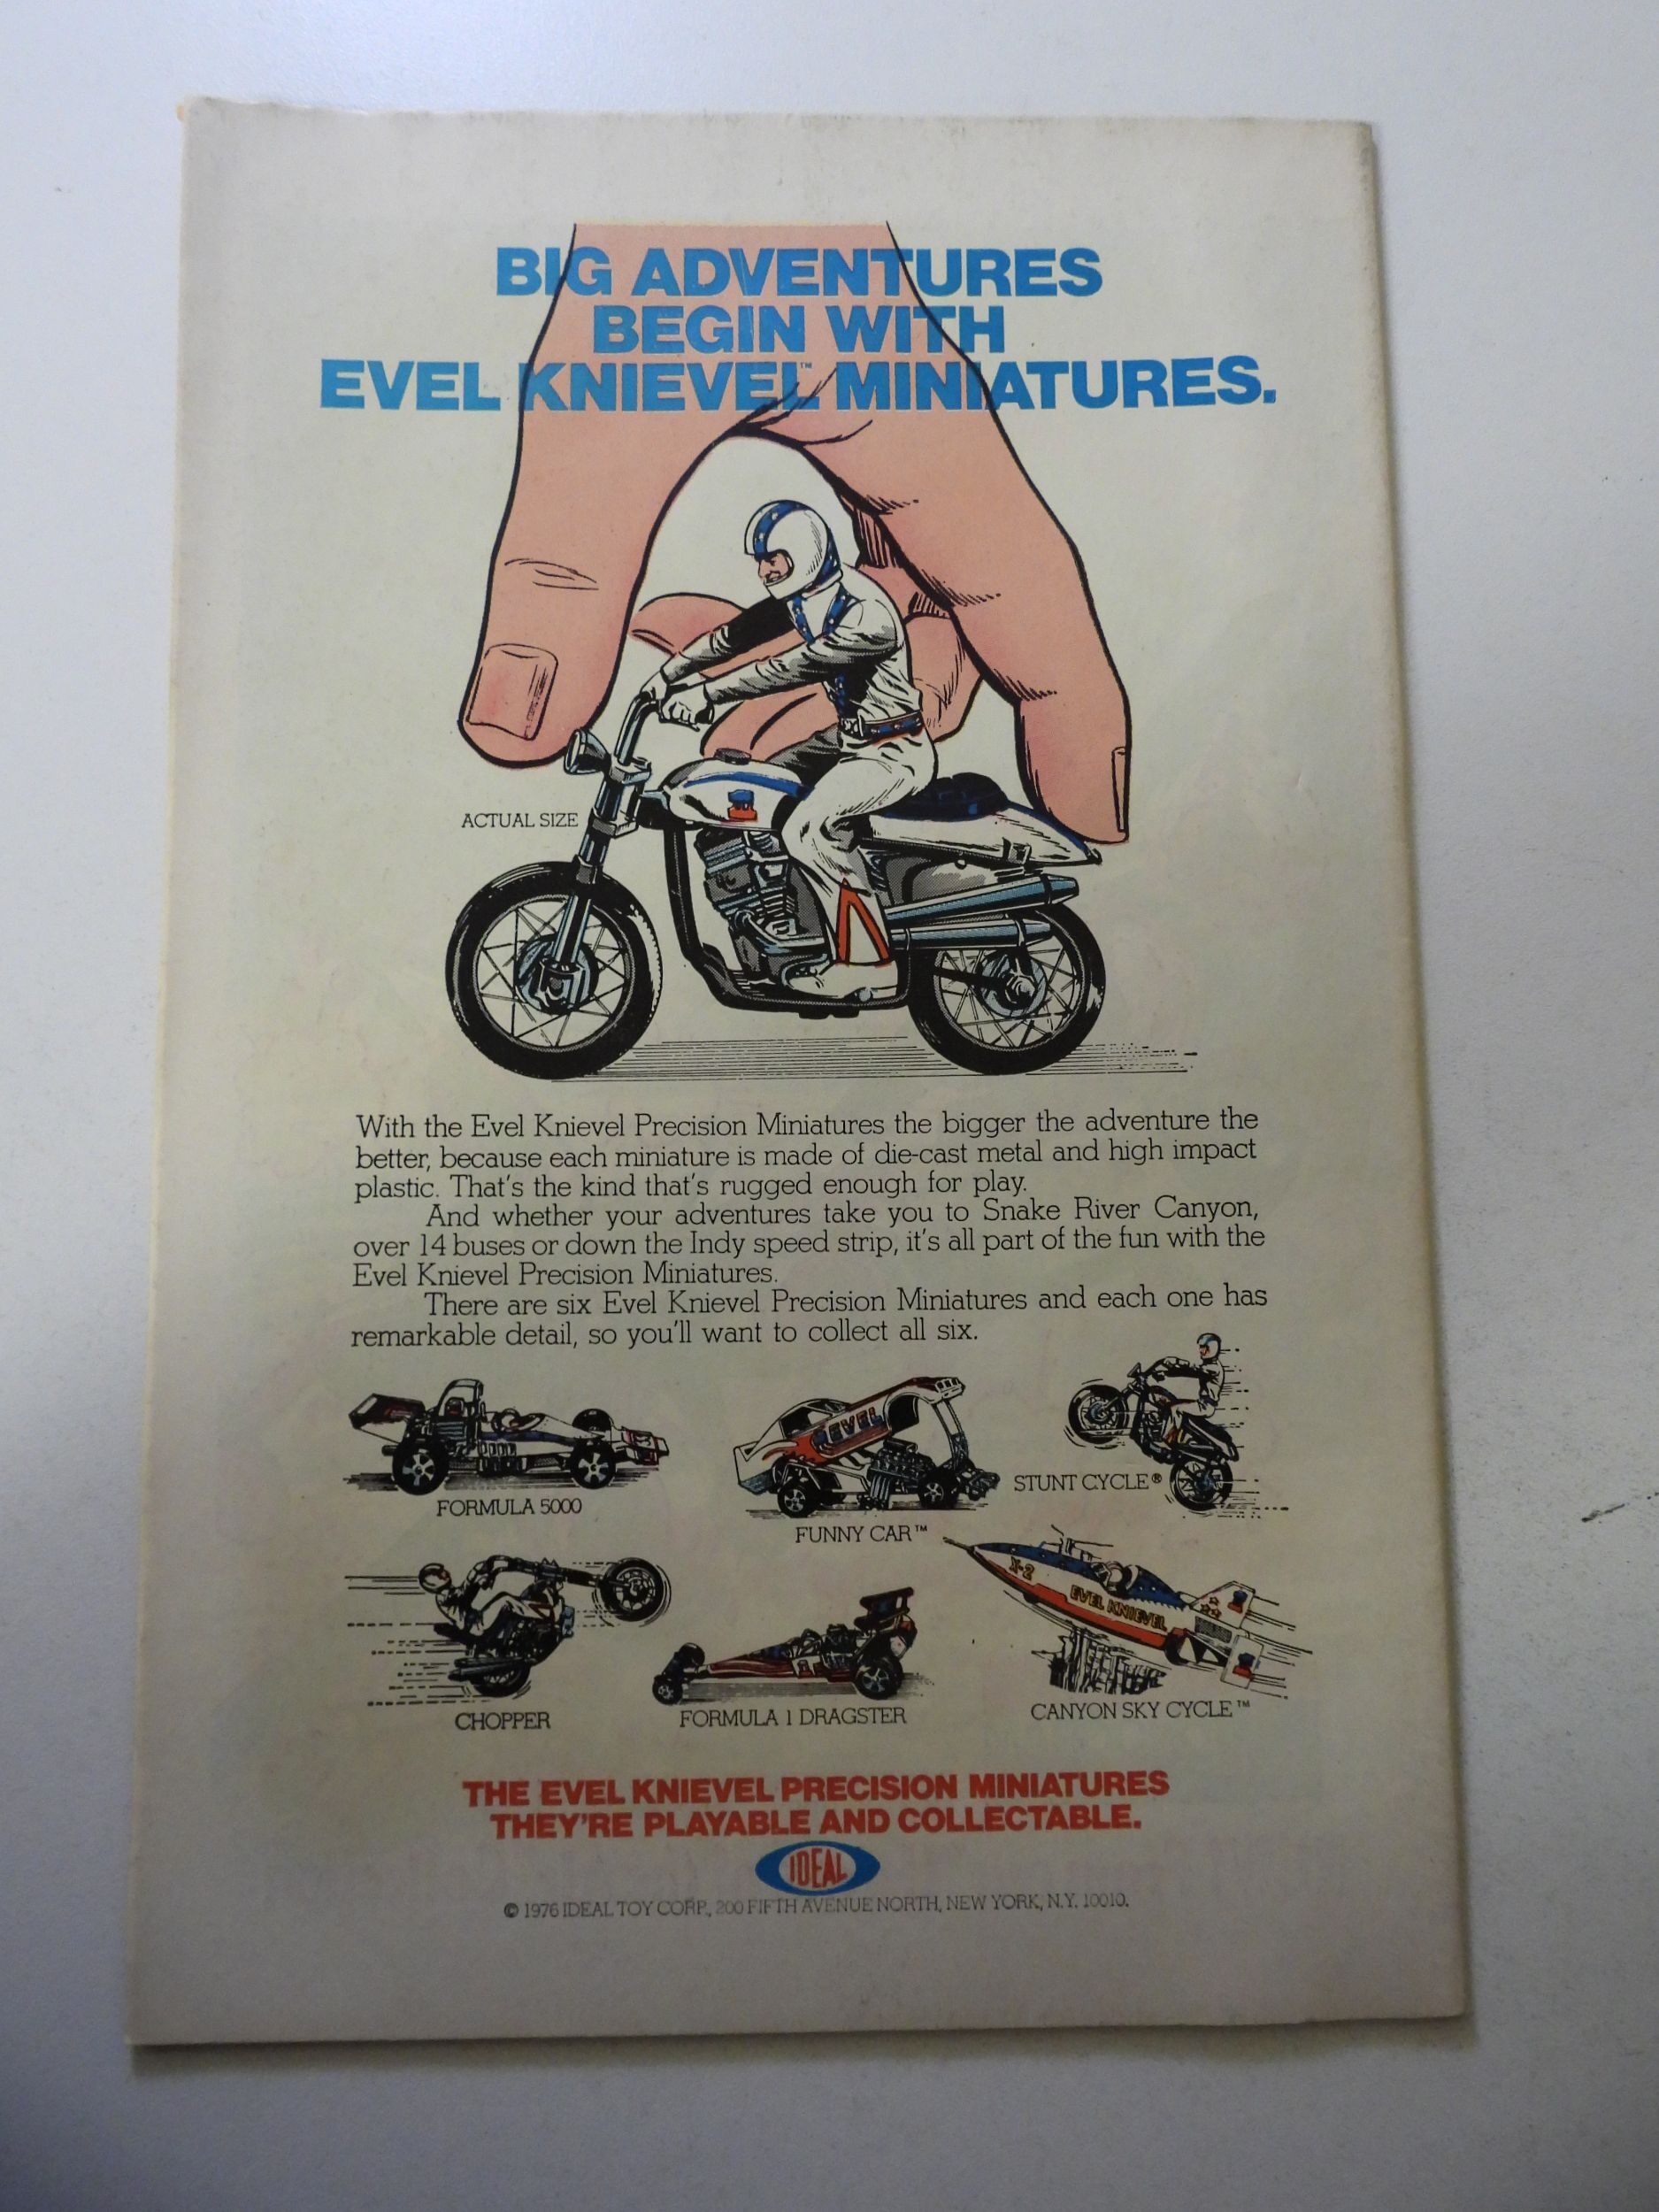 BIG ADVENTURES
BEGIN WITH
EVEL KNIEVEL™ MINIATURES.
ACTUAL SIZE
With the Evel Knievel Precision Miniatures the bigger the adventure the
better, because each miniature is made of die-cast metal and high impact
plastic. That's the kind that's rugged enough for play.
And whether your adventures take you to Snake River Canyon,
over 14 buses or down the Indy speed strip, it's all part of the fun with the
Evel Knievel Precision Miniatures.
There are six Evel Knievel Precision Miniatures and each one has
remarkable detail, so you'll want to collect all six.
EVEL
STUNT CYCLE®
FORMULA 5000
FUNNY CAR™
X-2
EVEL KNIEVEL
CHOPPER
FORMULA 1 DRAGSTER
CANYON SKY CYCLE™
THE EVEL KNIEVEL PRECISION MINIATURES
THEY'RE PLAYABLE AND COLLECTABLE.
IDEAL
© 1976 IDEAL TOY CORP., 200 FIFTH AVENUE NORTH, NEW YORK, N.Y. 10010.